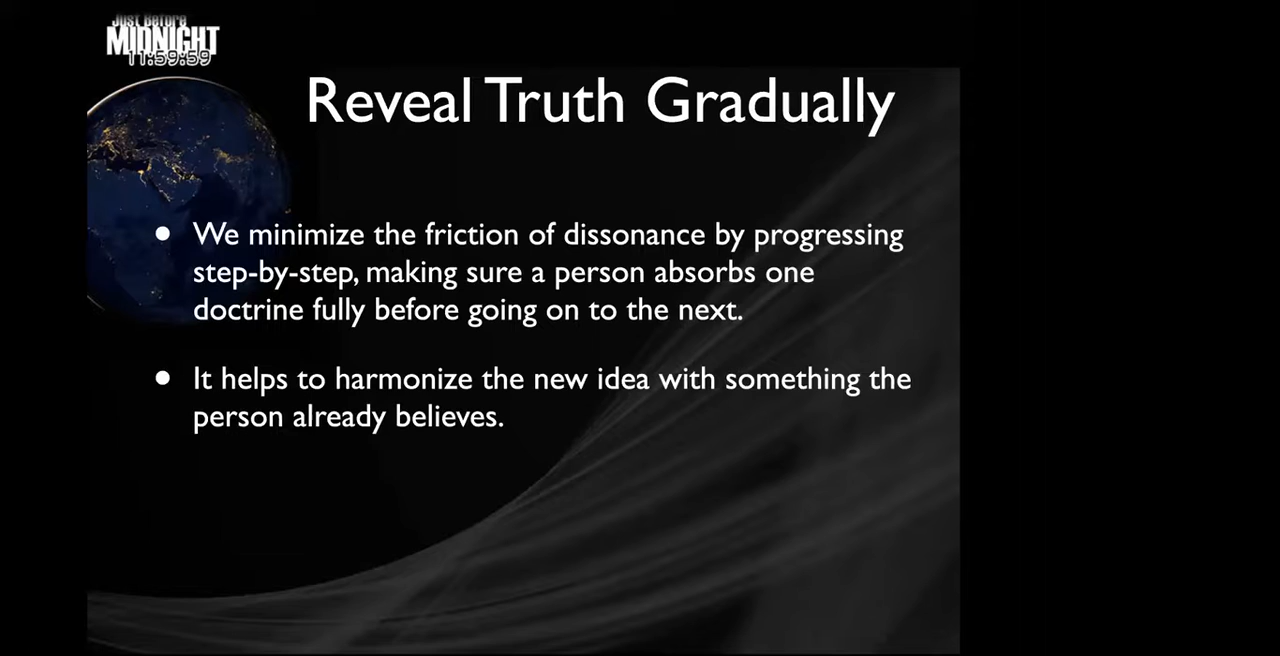 Just Before
MIDNIGHT
11:59:59
Reveal Truth Gradually
• We minimize the friction of dissonance by progressing
step-by-step, making sure a person absorbs one
doctrine fully before going on to the next.
• It helps to harmonize the new idea with something the
person already believes.